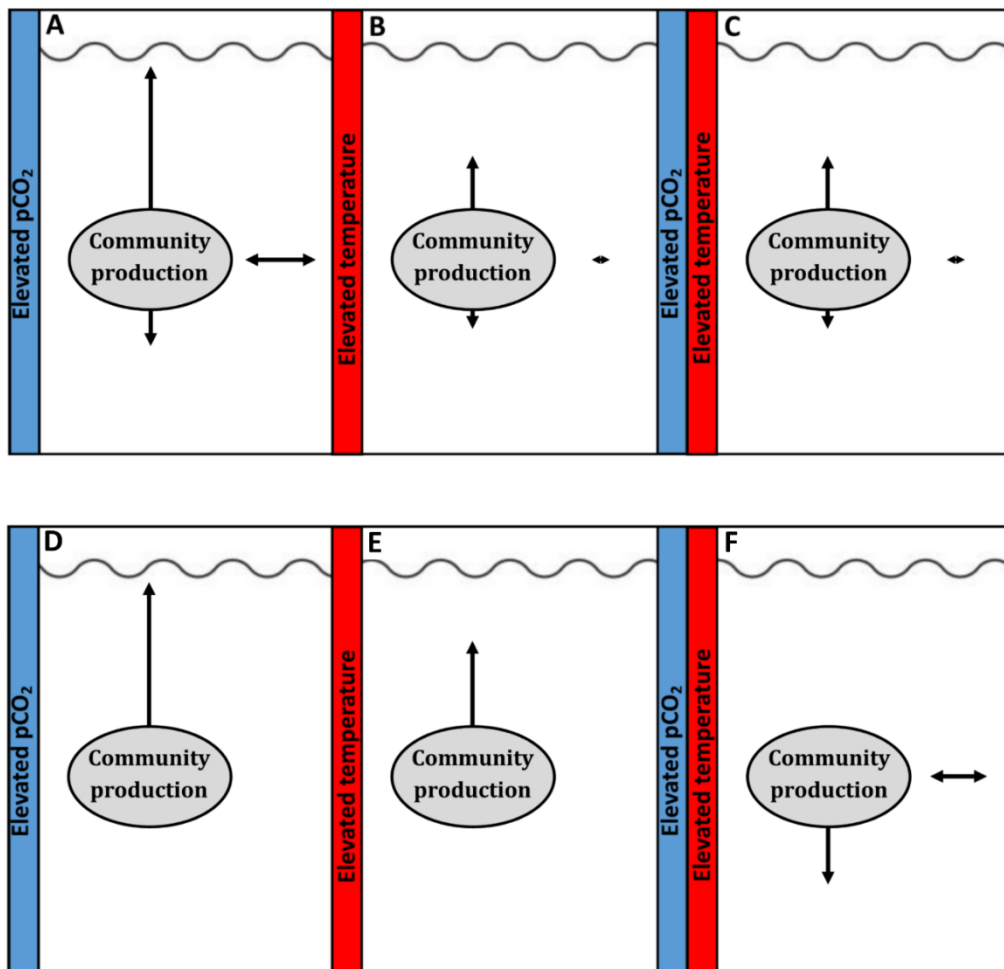 A
B
C
Elevated pCO₂
Community
production
Elevated temperature
Community
production
Elevated pCO₂
Elevated temperature
Community
production
D
E
F
Elevated pCO₂
Community
production
Elevated temperature
Community
production
Elevated pCO₂
Elevated temperature
Community
production